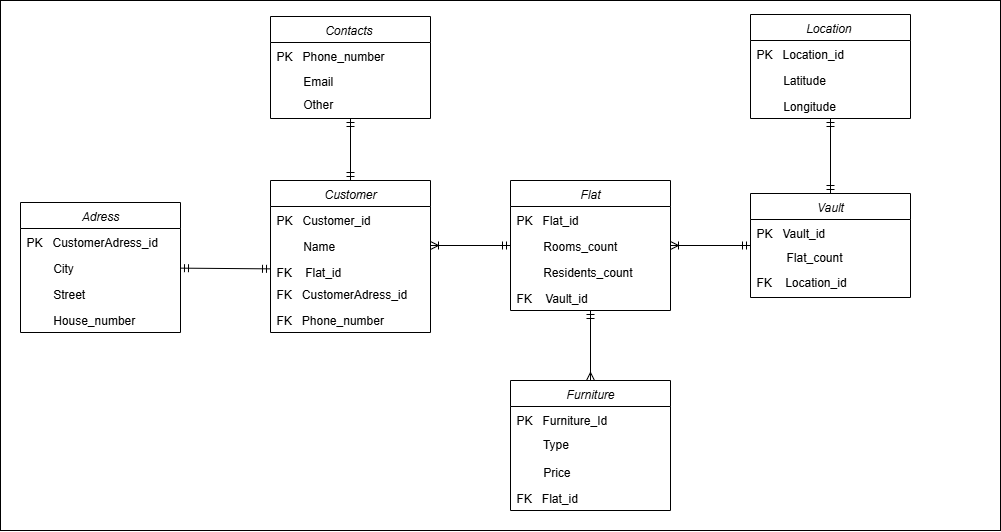 Contacts
PK Phone_number
Email
Other
Location
PK Location_id
Latitude
Longitude
Adress
PK CustomerAdress_id
City
Street
House_number
Customer
PK Customer_id
Name
FK Flat_id
FK CustomerAdress_id
FK Phone_number
Flat
PK Flat_id
Rooms_count
Residents_count
FK Vault_id
Vault
PK Vault_id
Flat_count
FK Location_id
Furniture
PK Furniture_Id
Type
Price
FK Flat_id